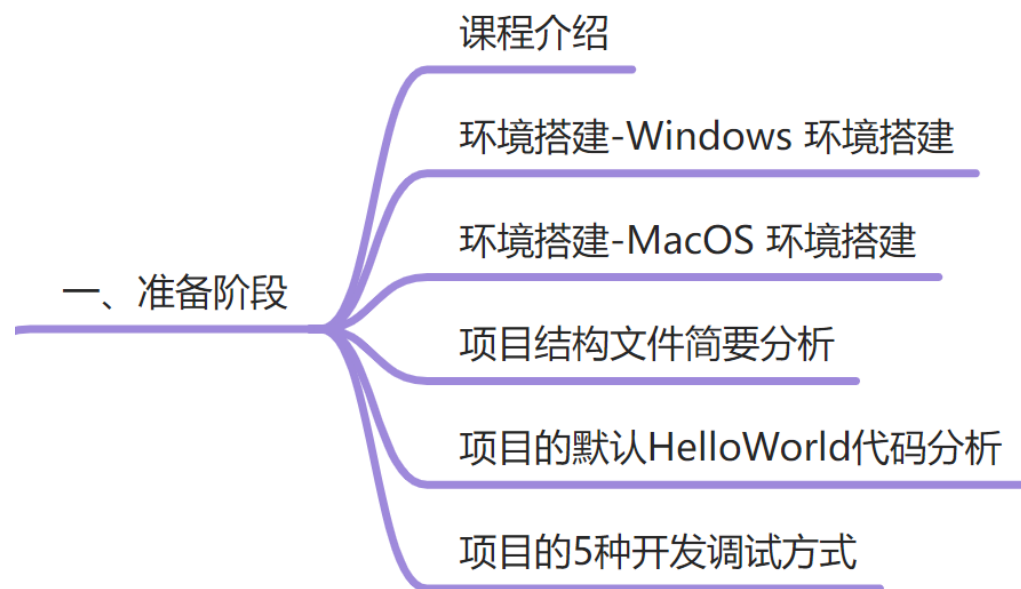 课程介绍
环境搭建-Windows 环境搭建
环境搭建-MacOS 环境搭建
一、准备阶段
项目结构文件简要分析
项目的默认HelloWorld代码分析
项目的5种开发调试方式